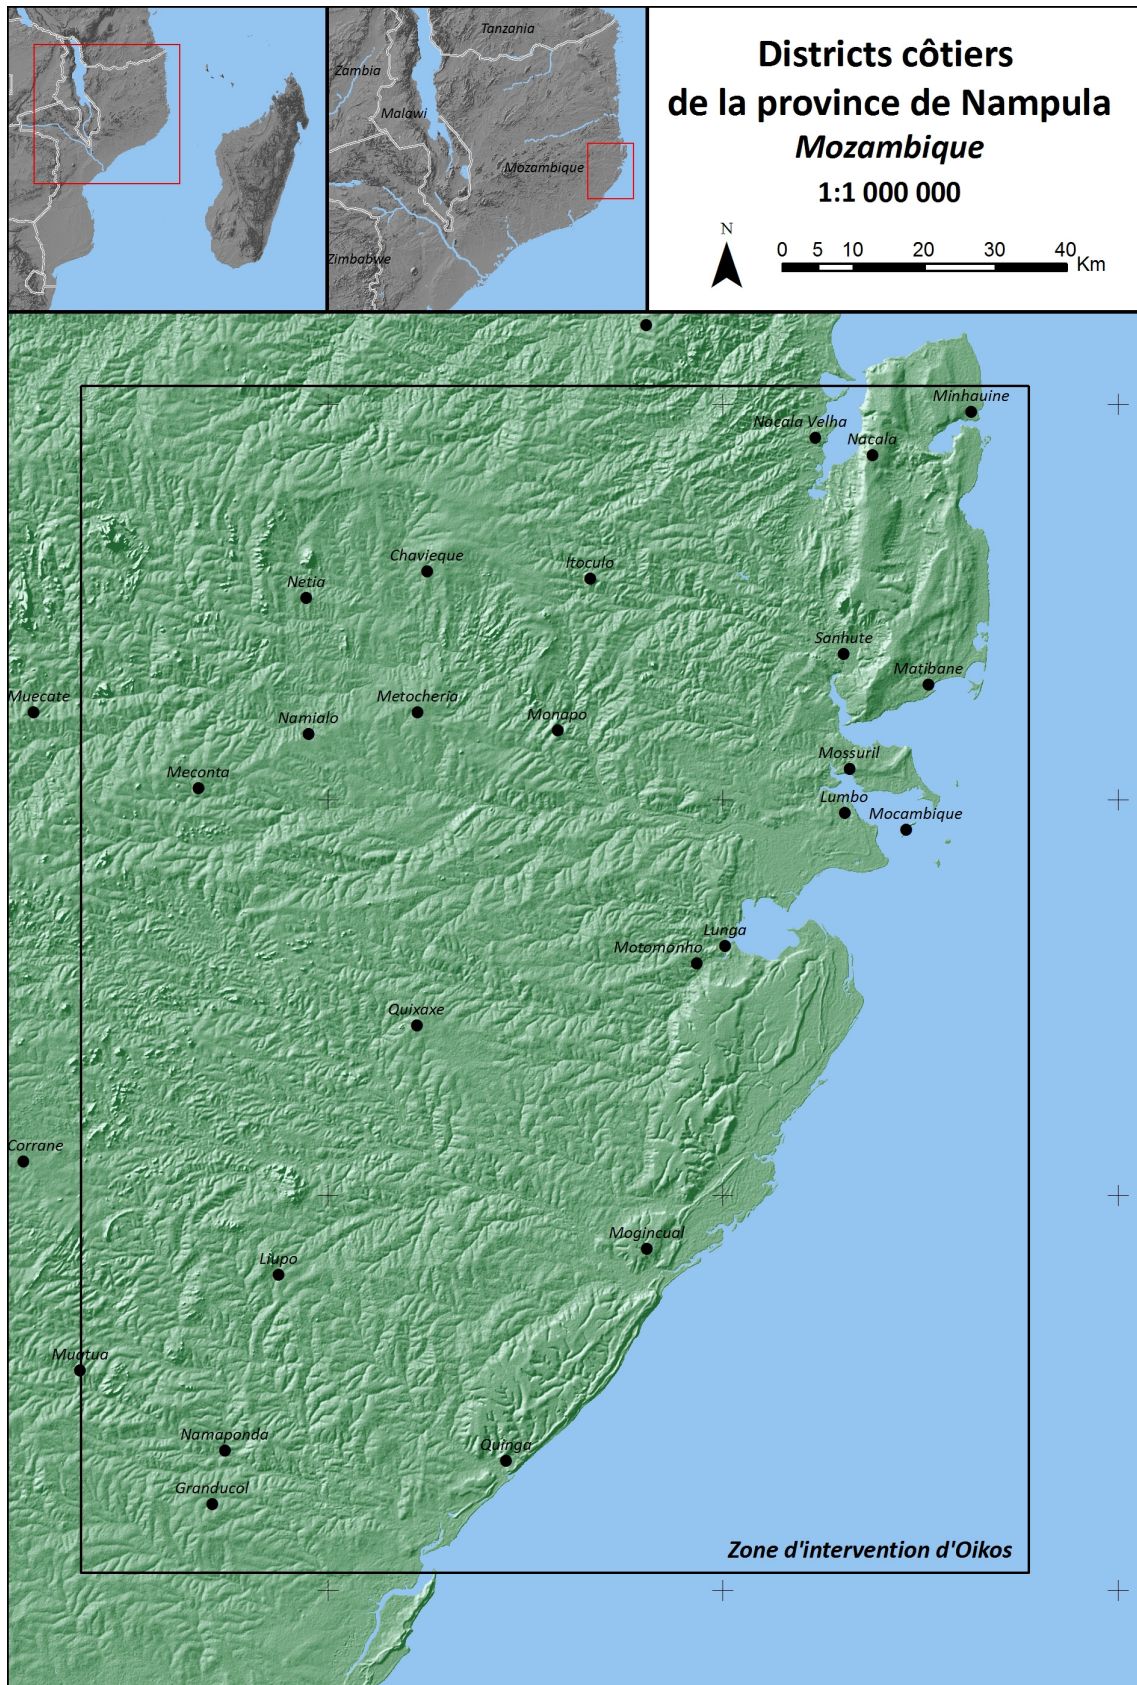 Tanzania
Zambia
Malawi
Mozambique
Zimbabwe
Districts côtiers
de la province de Nampula
Mozambique
1:1 000 000
N
0 5 10 20 30 40
Km
Minhauine
Nacala Velha
Nacala
Chavieque
Itoculo
Netia
Sanhute
Matibane
Muecate
Metocheria
Namialo
Monapo
Mossuril
Meconta
Lumbo
Mocambique
Lunga
Motomonho
Quixaxe
Corrane
Mogincual
Liupo
Muatua
Namaponda
Quinga
Granducol
Zone d'intervention d'Oikos